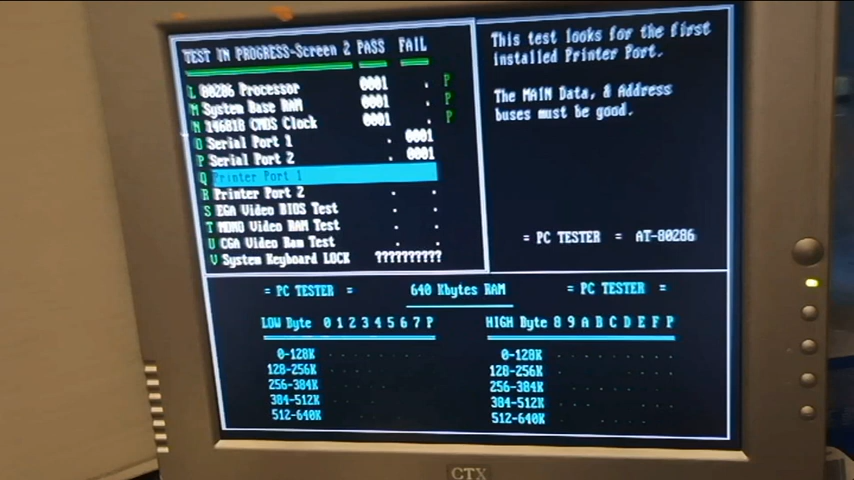 TEST IN PROGRESS-Screen 2 PASS FAIL
L 80286 Processor 0001 . P
M System Base RAM 0001 . P
N 146818 CMOS Clock 0001 . P
O Serial Port 1 . 0001
P Serial Port 2 . 0001
Q Printer Port 1
R Printer Port 2 . .
S EGA Video BIOS Test . .
T MONO Video RAM Test . .
U CGA Video Ram Test . .
V System Keyboard LOCK ??????????
This test looks for the first
installed Printer Port.
The MAIN Data, & Address
buses must be good.
= PC TESTER = AT-80286
= PC TESTER = 640 Kbytes RAM = PC TESTER =
LOW Byte 0 1 2 3 4 5 6 7 P HIGH Byte 8 9 A B C D E F P
0-128K . . . . . . . . . 0-128K . . . . . . . . .
128-256K . . . . . . . . . 128-256K . . . . . . . . .
256-384K . . . . . . . . . 256-384K . . . . . . . . .
384-512K . . . . . . . . . 384-512K . . . . . . . . .
512-640K . . . . . . . . . 512-640K . . . . . . . . .
CTX